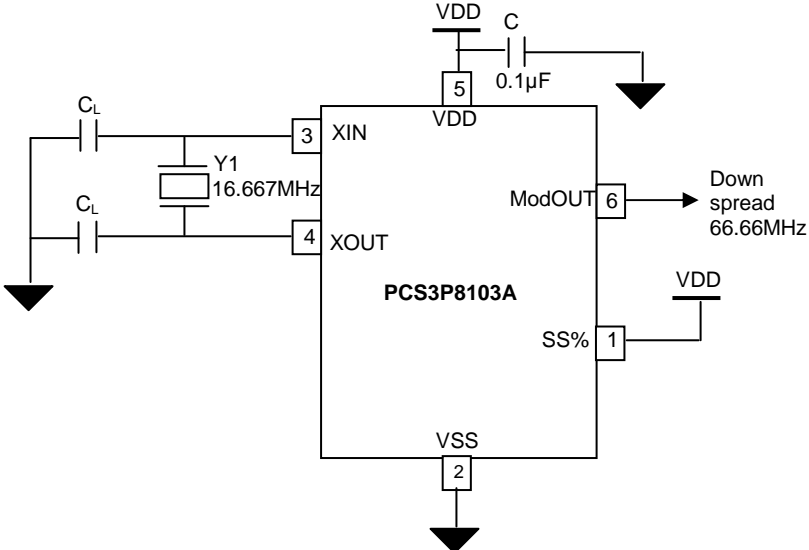 VDD
C
0.1µF
5
VDD
CL
3
XIN
Y1
16.667MHz
CL
4
XOUT
ModOUT
6
Down
spread
66.66MHz
PCS3P8103A
VDD
SS%
1
VSS
2